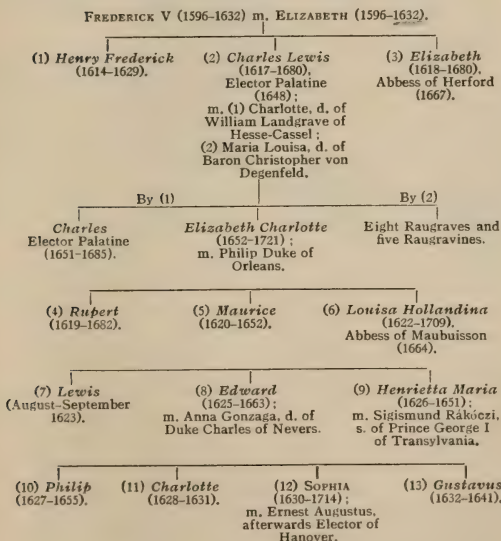 FREDERICK V (1596-1632) m. ELIZABETH (1596-1632).
(1) Henry Frederick
(1614-1629).
(2) Charles Lewis
(1617-1680),
Elector Palatine
(1648);
m. (1) Charlotte, d. of
William Landgrave of
Hesse-Cassel;
(2) Maria Louisa, d. of
Baron Christopher von
Degenfeld.
(3) Elizabeth
(1618-1680).
Abbess of Herford
(1667).
By (1)
By (2)
Charles
Elector Palatine
(1651-1685).
Elizabeth Charlotte
(1652-1721);
m. Philip Duke of
Orleans.
Eight Raugraves and
five Raugravines.
(4) Rupert
(1619-1682).
(5) Maurice
(1620-1652).
(6) Louisa Hollandina
(1622-1709).
Abbess of Maubuisson
(1664).
(7) Lewis
(August-September
1623).
(8) Edward
(1625-1663);
m. Anna Gonzaga, d. of
Duke Charles of Nevers.
(9) Henrietta Maria
(1626-1651);
m. Sigismund Rákóczi,
s. of Prince George I
of Transylvania.
(10) Philip
(1627-1655).
(11) Charlotte
(1628-1631).
(12) SOPHIA
(1630-1714);
m. Ernest Augustus,
afterwards Elector of
Hanover.
(13) Gustavus
(1632-1641).